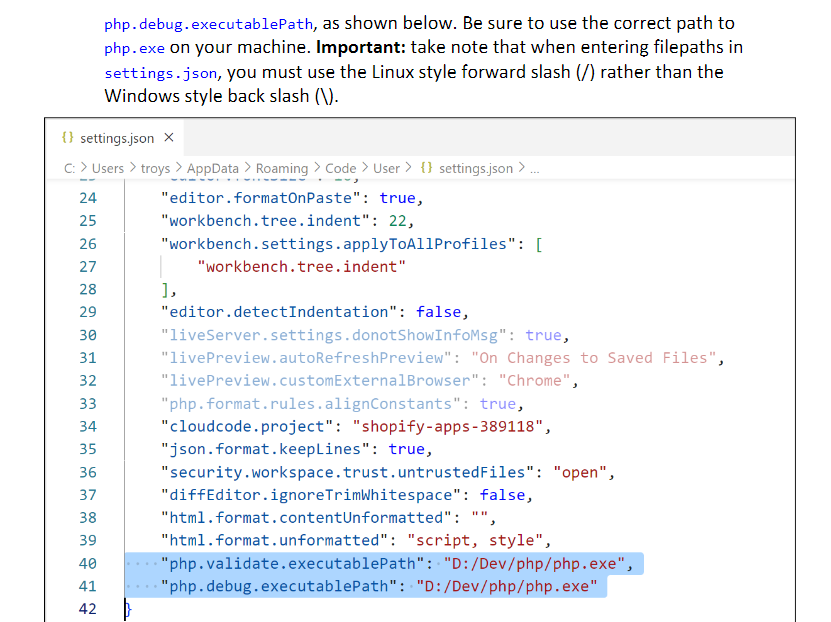 php.debug.executablePath, as shown below. Be sure to use the correct path to
php.exe on your machine. Important: take note that when entering filepaths in
settings.json, you must use the Linux style forward slash (/) rather than the
Windows style back slash (\).
{} settings.json ×
C: > Users > troys > AppData > Roaming > Code > User > {} settings.json > ...
24 "editor.formatOnPaste": true,
25 "workbench.tree.indent": 22,
26 "workbench.settings.applyToAllProfiles": [
27 "workbench.tree.indent"
28 ],
29 "editor.detectIndentation": false,
30 "liveServer.settings.donotShowInfoMsg": true,
31 "livePreview.autoRefreshPreview": "On Changes to Saved Files",
32 "livePreview.customExternalBrowser": "Chrome",
33 "php.format.rules.alignConstants": true,
34 "cloudcode.project": "shopify-apps-389118",
35 "json.format.keepLines": true,
36 "security.workspace.trust.untrustedFiles": "open",
37 "diffEditor.ignoreTrimWhitespace": false,
38 "html.format.contentUnformatted": "",
39 "html.format.unformatted": "script, style",
40 "php.validate.executablePath": "D:/Dev/php/php.exe",
41 "php.debug.executablePath": "D:/Dev/php/php.exe"
42 }